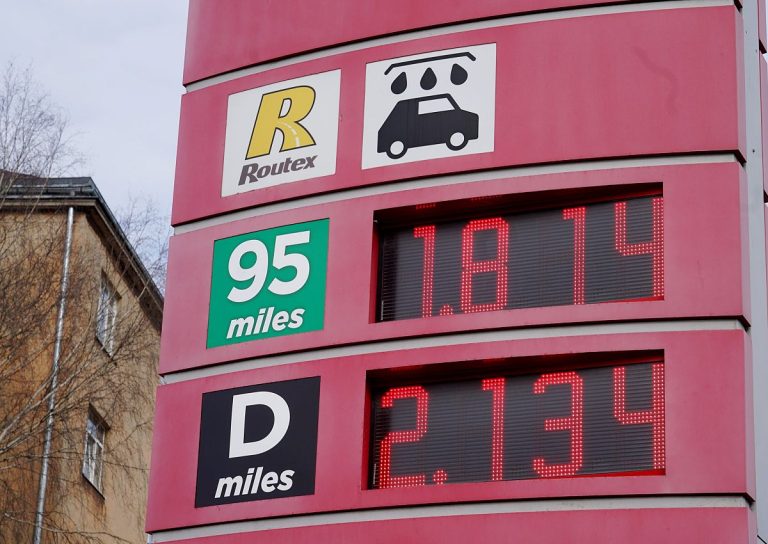 R
Routex
95
miles
1.814
D
miles
2.134